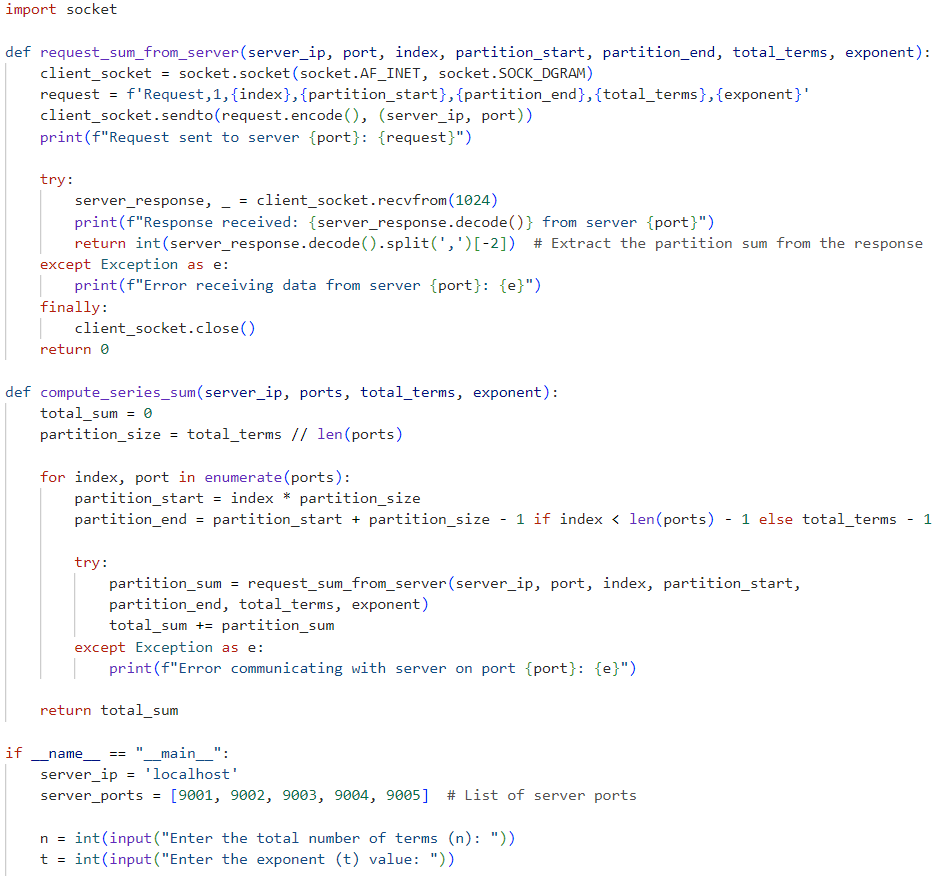 import socket

def request_sum_from_server(server_ip, port, index, partition_start, partition_end, total_terms, exponent):
    client_socket = socket.socket(socket.AF_INET, socket.SOCK_DGRAM)
    request = f'Request,1,{index},{partition_start},{partition_end},{total_terms},{exponent}'
    client_socket.sendto(request.encode(), (server_ip, port))
    print(f"Request sent to server {port}: {request}")

    try:
        server_response, _ = client_socket.recvfrom(1024)
        print(f"Response received: {server_response.decode()} from server {port}")
        return int(server_response.decode().split(',')[-2])  # Extract the partition sum from the response
    except Exception as e:
        print(f"Error receiving data from server {port}: {e}")
    finally:
        client_socket.close()
    return 0

def compute_series_sum(server_ip, ports, total_terms, exponent):
    total_sum = 0
    partition_size = total_terms // len(ports)

    for index, port in enumerate(ports):
        partition_start = index * partition_size
        partition_end = partition_start + partition_size - 1 if index < len(ports) - 1 else total_terms - 1

        try:
            partition_sum = request_sum_from_server(server_ip, port, index, partition_start,
            partition_end, total_terms, exponent)
            total_sum += partition_sum
        except Exception as e:
            print(f"Error communicating with server on port {port}: {e}")

    return total_sum

if __name__ == "__main__":
    server_ip = 'localhost'
    server_ports = [9001, 9002, 9003, 9004, 9005]  # List of server ports

    n = int(input("Enter the total number of terms (n): "))
    t = int(input("Enter the exponent (t) value: "))